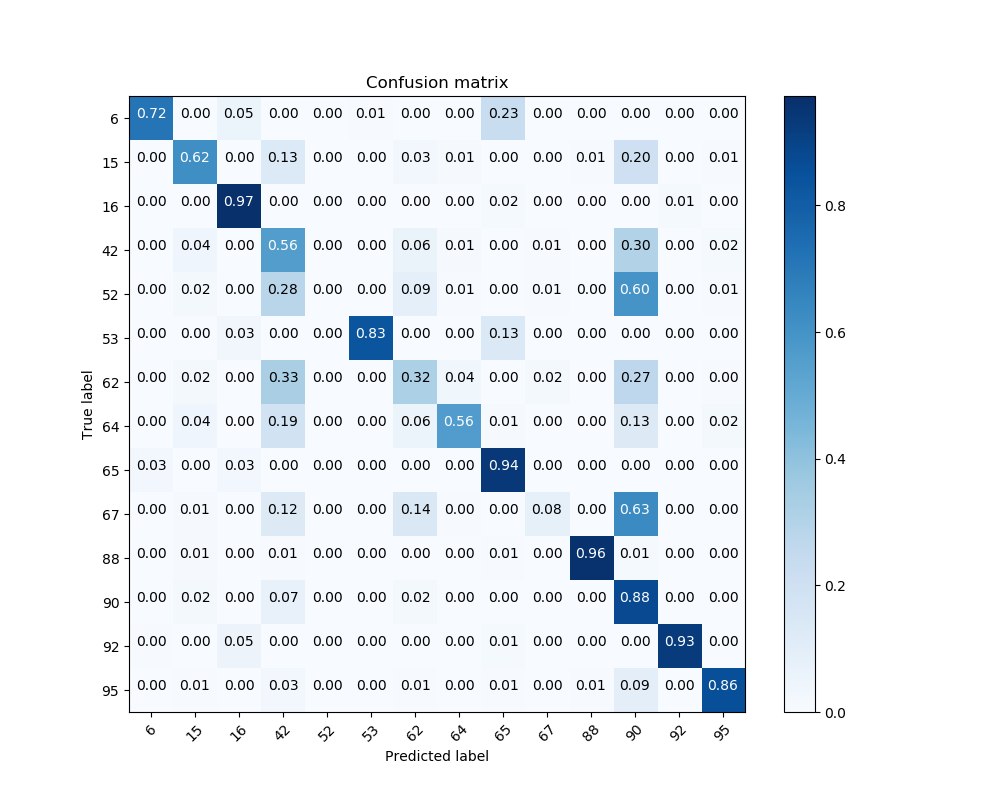 Confusion matrix
6 0.72 0.00 0.05 0.00 0.00 0.01 0.00 0.00 0.23 0.00 0.00 0.00 0.00 0.00
15 0.00 0.62 0.00 0.13 0.00 0.00 0.03 0.01 0.00 0.00 0.01 0.20 0.00 0.01
16 0.00 0.00 0.97 0.00 0.00 0.00 0.00 0.00 0.02 0.00 0.00 0.00 0.01 0.00
42 0.00 0.04 0.00 0.56 0.00 0.00 0.06 0.01 0.00 0.01 0.00 0.30 0.00 0.02
52 0.00 0.02 0.00 0.28 0.00 0.00 0.09 0.01 0.00 0.01 0.00 0.60 0.00 0.01
53 0.00 0.00 0.03 0.00 0.00 0.83 0.00 0.00 0.13 0.00 0.00 0.00 0.00 0.00
62 0.00 0.02 0.00 0.33 0.00 0.00 0.32 0.04 0.00 0.02 0.00 0.27 0.00 0.00
64 0.00 0.04 0.00 0.19 0.00 0.00 0.06 0.56 0.01 0.00 0.00 0.13 0.00 0.02
65 0.03 0.00 0.03 0.00 0.00 0.00 0.00 0.00 0.94 0.00 0.00 0.00 0.00 0.00
67 0.00 0.01 0.00 0.12 0.00 0.00 0.14 0.00 0.00 0.08 0.00 0.63 0.00 0.00
88 0.00 0.01 0.00 0.01 0.00 0.00 0.00 0.00 0.01 0.00 0.96 0.01 0.00 0.00
90 0.00 0.02 0.00 0.07 0.00 0.00 0.02 0.00 0.00 0.00 0.00 0.88 0.00 0.00
92 0.00 0.00 0.05 0.00 0.00 0.00 0.00 0.00 0.01 0.00 0.00 0.00 0.93 0.00
95 0.00 0.01 0.00 0.03 0.00 0.00 0.01 0.00 0.01 0.00 0.01 0.09 0.00 0.86
6 15 16 42 52 53 62 64 65 67 88 90 92 95
Predicted label
True label
0.8
0.6
0.4
0.2
0.0